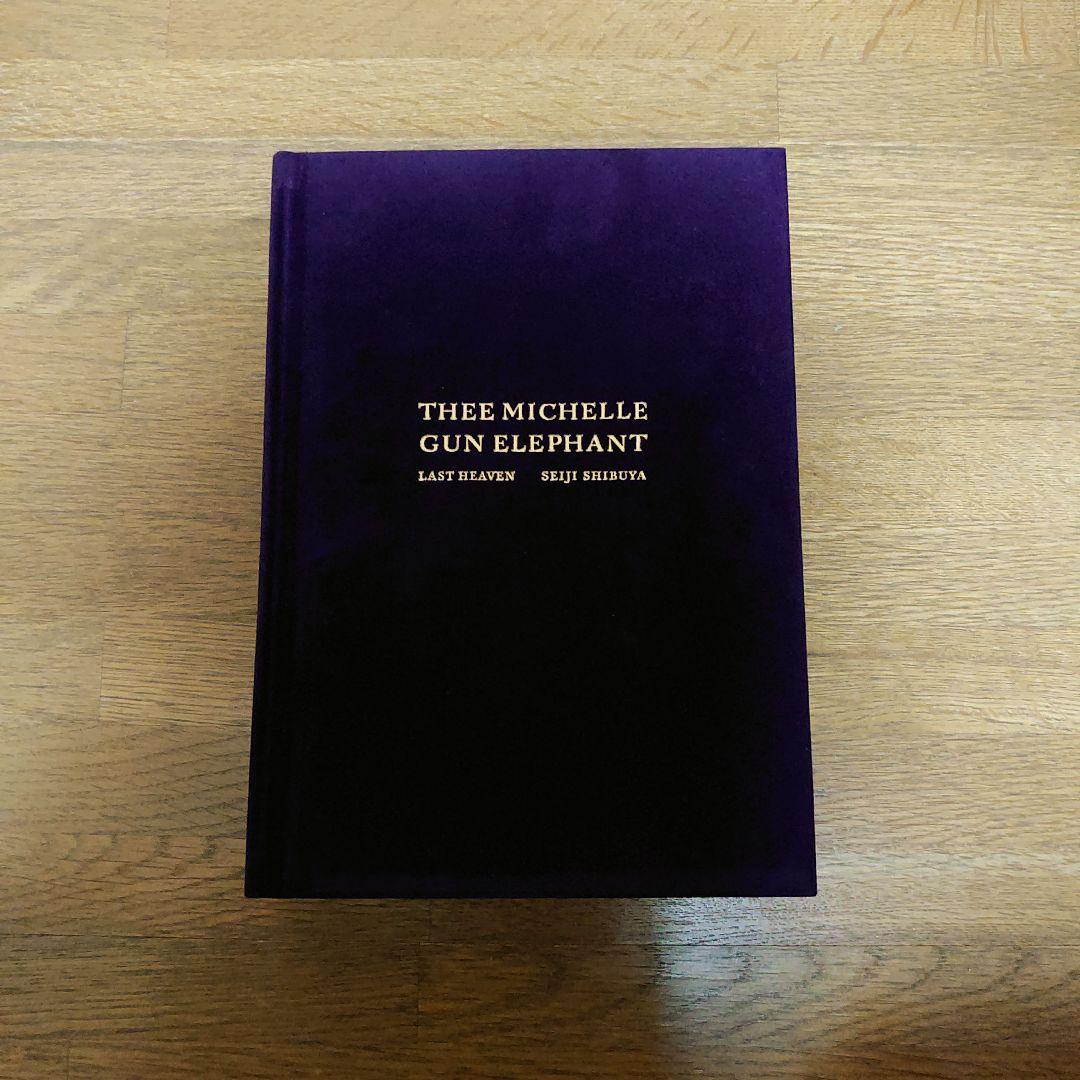 THEE MICHELLE
GUN ELEPHANT
LAST HEAVEN SEIJI SHIBUYA